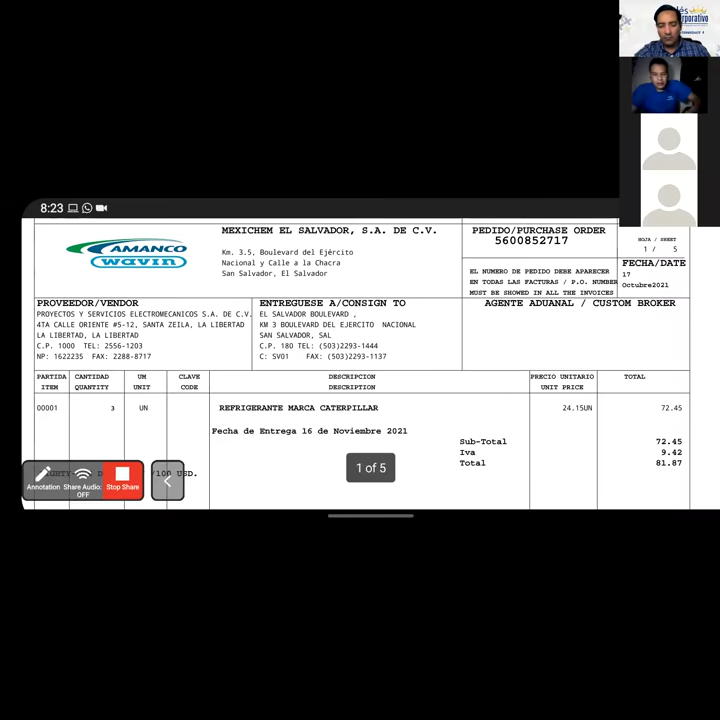 lés
corporativo
8:23
AMANCO
wavin
MEXICHEM EL SALVADOR, S.A. DE C.V.
Km. 3.5, Boulevard del Ejército
Nacional y Calle a la Chacra
San Salvador, El Salvador
PEDIDO/PURCHASE ORDER
5600852717
EL NUMERO DE PEDIDO DEBE APARECER
EN TODAS LAS FACTURAS / P.O. NUMBER
MUST BE SHOWED IN ALL THE INVOICES
HOJA / SHEET
1 / 5
FECHA/DATE
17
Octubre2021
PROVEEDOR/VENDOR
PROYECTOS Y SERVICIOS ELECTROMECANICOS S.A. DE C.V.
4TA CALLE ORIENTE #5-12, SANTA ZEILA, LA LIBERTAD
LA LIBERTAD, LA LIBERTAD
C.P. 1000 TEL: 2556-1203
NP: 1622235 FAX: 2288-8717
ENTREGUESE A/CONSIGN TO
EL SALVADOR BOULEVARD ,
KM 3 BOULEVARD DEL EJERCITO NACIONAL
SAN SALVADOR, SAL
C.P. 180 TEL: (503)2293-1444
C: SV01 FAX: (503)2293-1137
AGENTE ADUANAL / CUSTOM BROKER
PARTIDA CANTIDAD UM CLAVE DESCRIPCION PRECIO UNITARIO TOTAL
ITEM QUANTITY UNIT CODE DESCRIPTION UNIT PRICE
00001 3 UN REFRIGERANTE MARCA CATERPILLAR 24.15UN 72.45
Fecha de Entrega 16 de Noviembre 2021
Sub-Total 72.45
Iva 9.42
Total 81.87
/100 USD.
1 of 5
Annotation
Share Audio: OFF
Stop Share